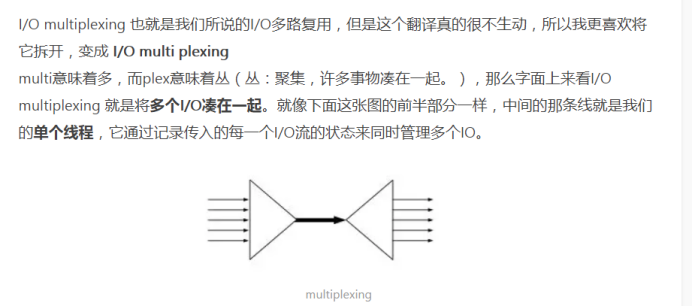 I/O multiplexing 也就是我们所说的I/O多路复用，但是这个翻译真的很不生动，所以我更喜欢将
它拆开，变成 I/O multi plexing
multi意味着多，而plex意味着丛（丛：聚集，许多事物凑在一起。），那么字面上来看I/O
multiplexing 就是将多个I/O凑在一起。就像下面这张图的前半部分一样，中间的那条线就是我们
的单个线程，它通过记录传入的每一个I/O流的状态来同时管理多个IO。
multiplexing